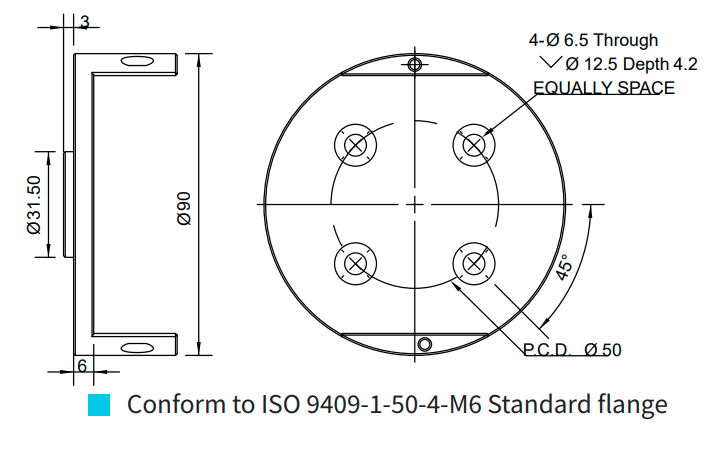 3
4-Ø 6.5 Through
Ø 12.5 Depth 4.2
EQUALLY SPACE
Ø31.50
Ø90
45°
P.C.D. Ø 50
6
Conform to ISO 9409-1-50-4-M6 Standard flange